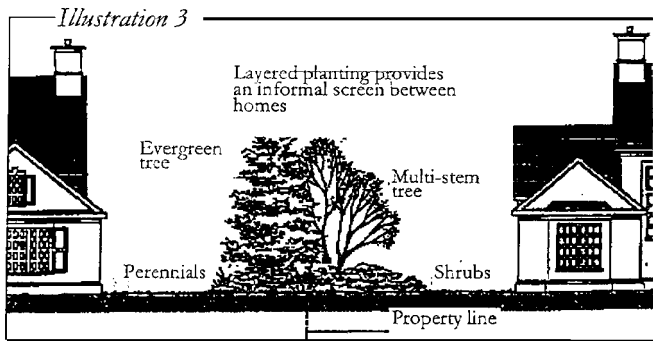 Illustration 3
Layered planting provides
an informal screen between
homes
Evergreen
tree
Multi-stem
tree
Perennials
Shrubs
Property line